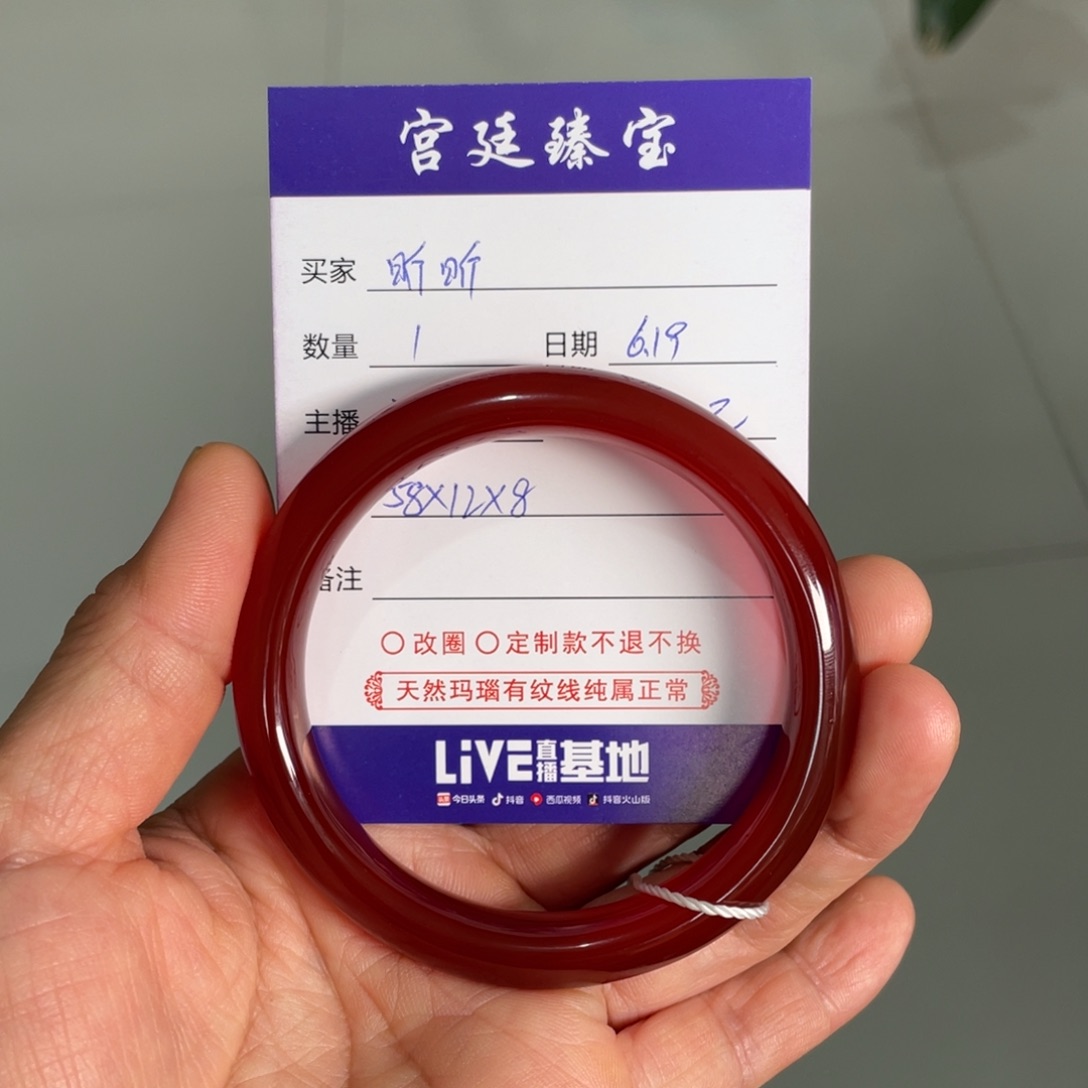 宫廷臻宝
买家 昕昕
数量 1 日期 6.19
主播
58X12X8
备注
〇改圈〇定制款不退不换
天然玛瑙有纹线纯属正常
LiVE直播基地
今日头条 抖音 西瓜视频 抖音火山版